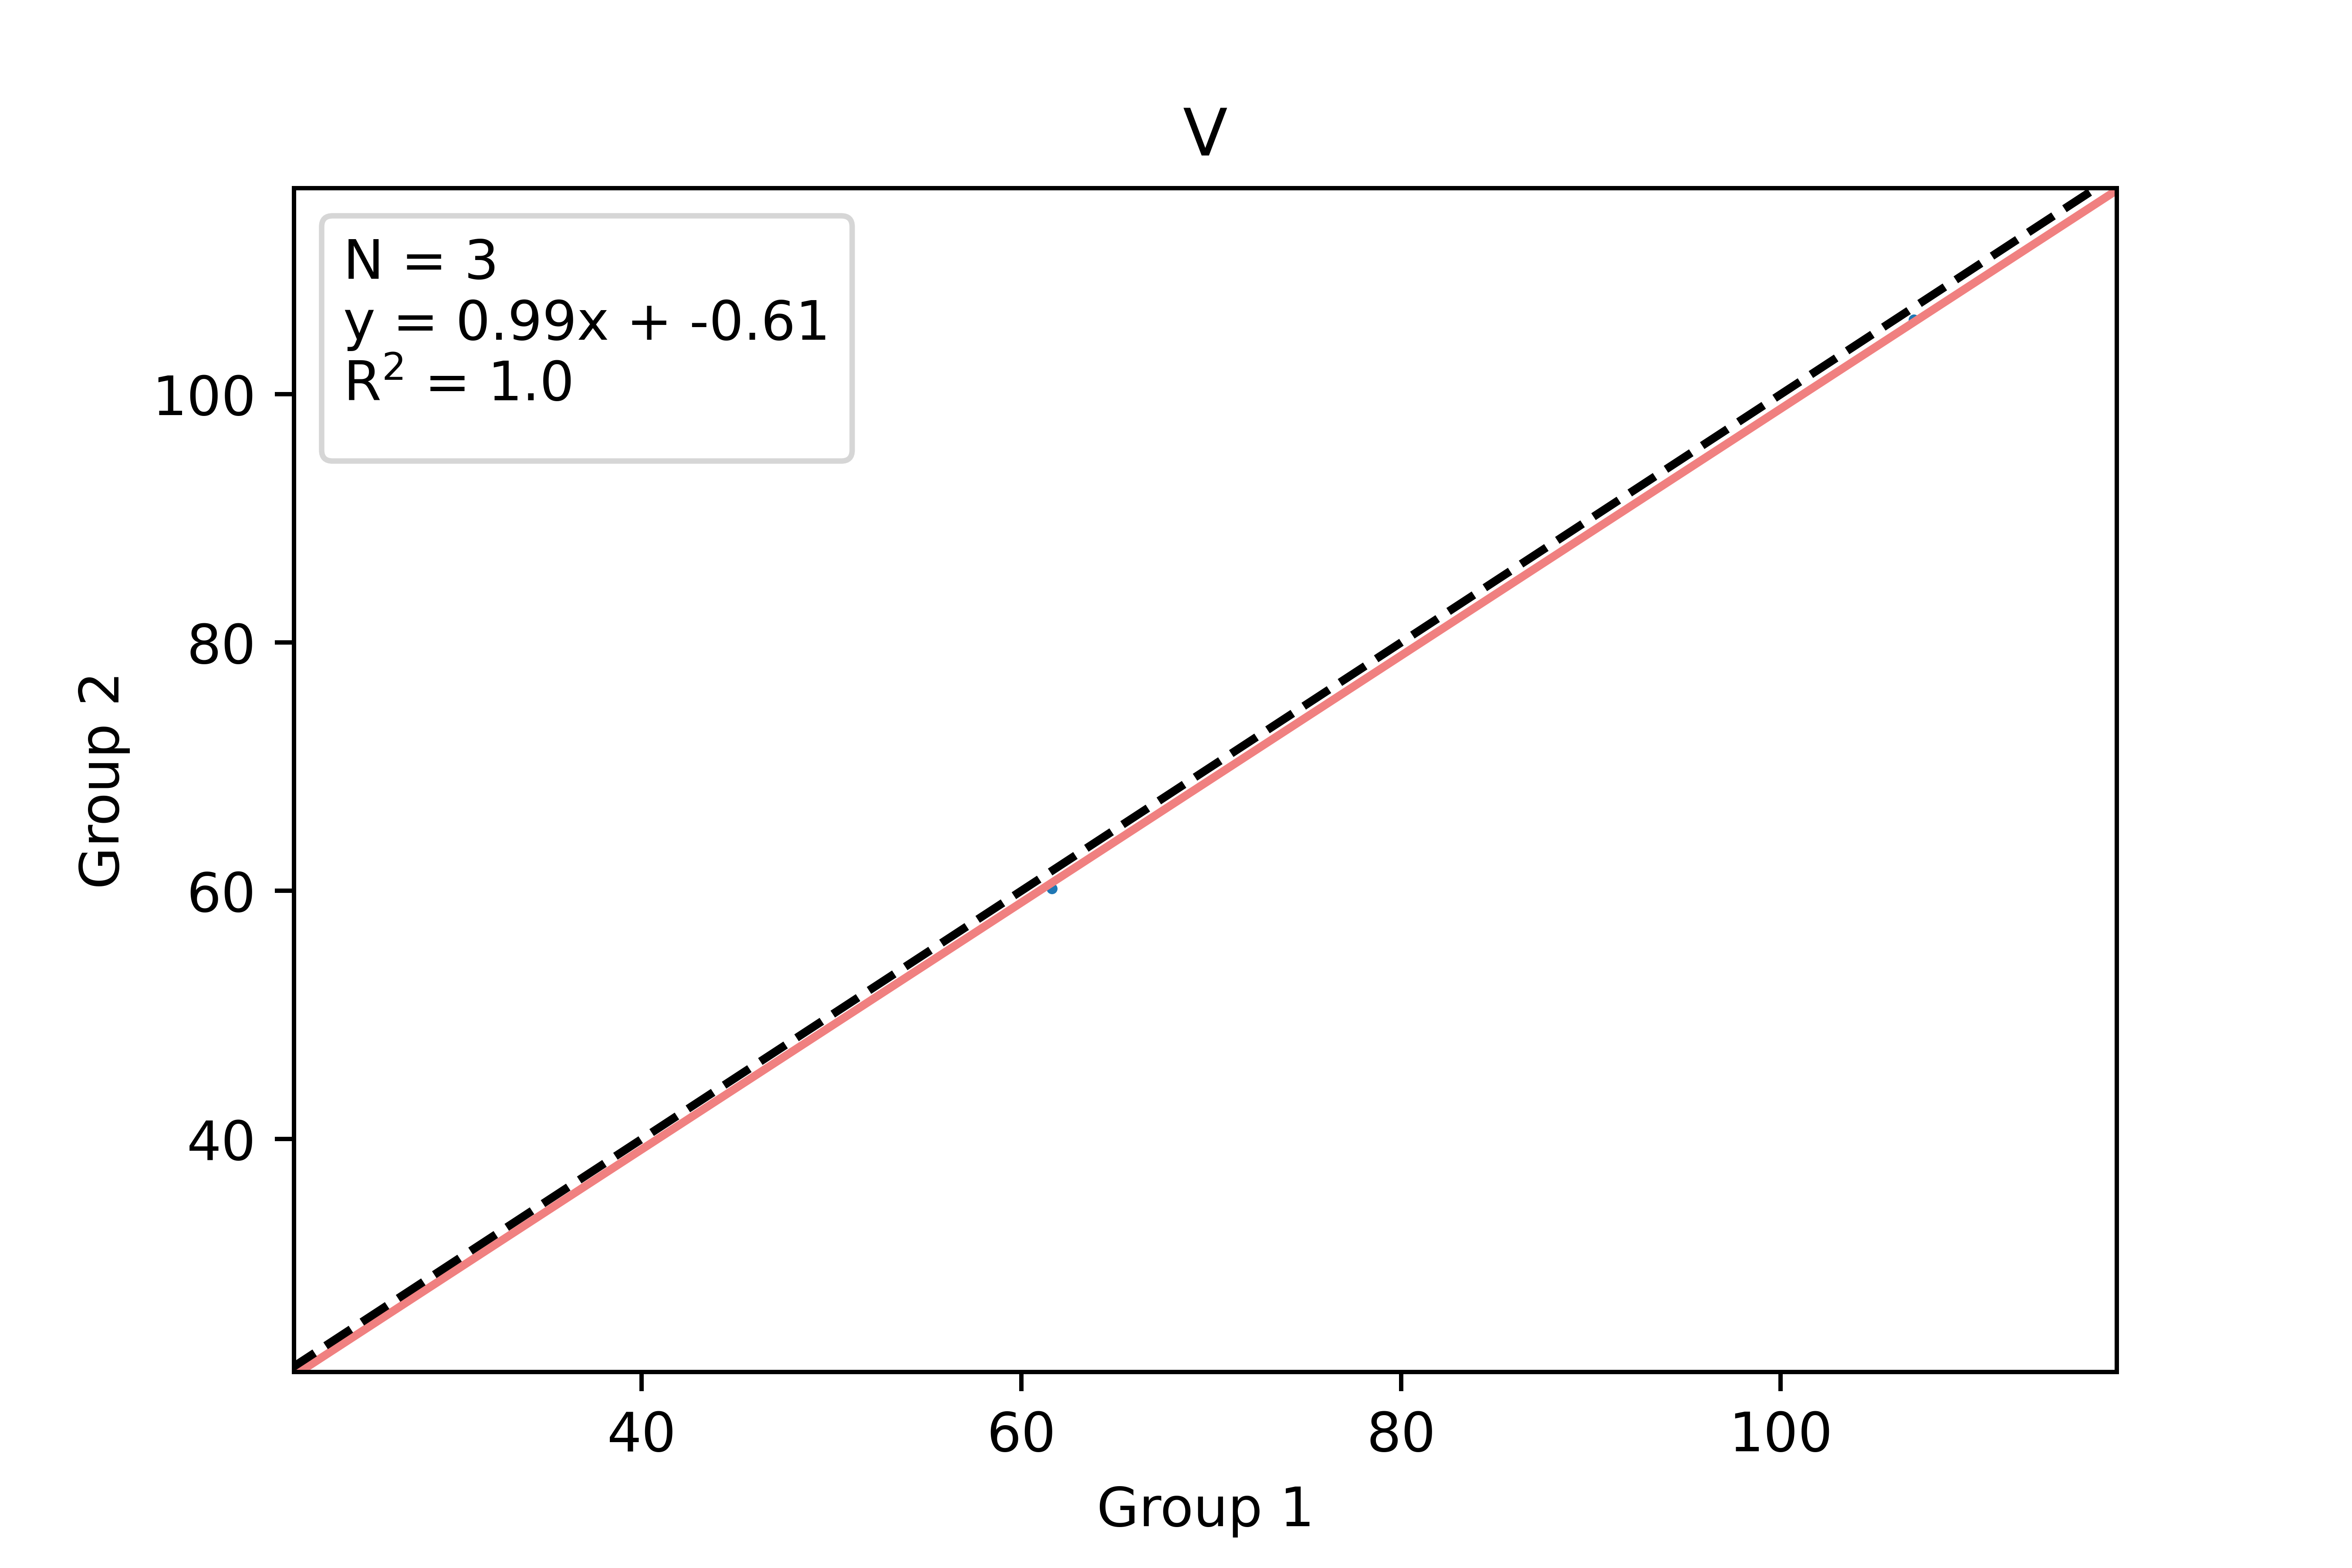 V
N = 3
y = 0.99x + -0.61
R² = 1.0
100
80
60
40
Group 2
40 60 80 100
Group 1